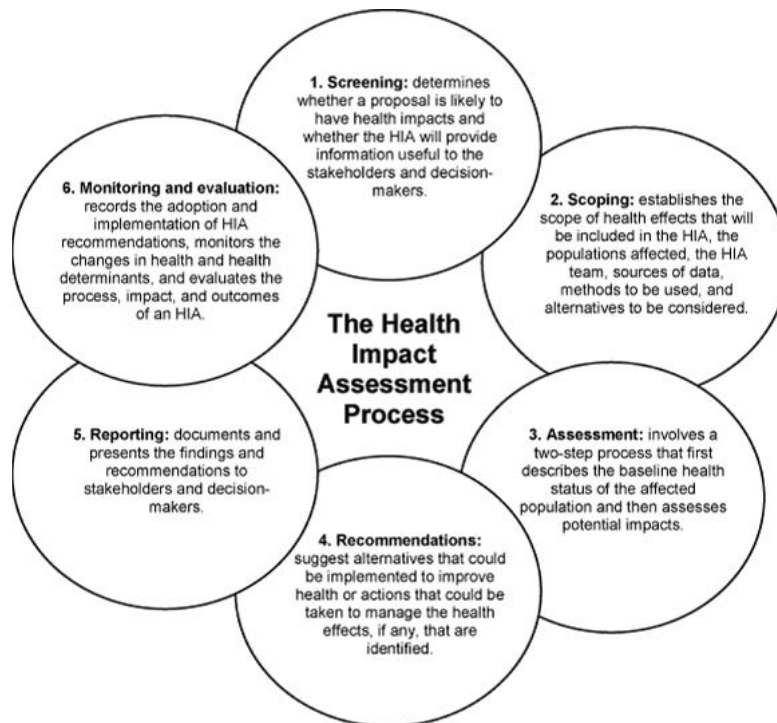 1. Screening: determines
whether a proposal is likely to
have health impacts and
whether the HIA will provide
information useful to the
stakeholders and decision-
makers.
2. Scoping: establishes the
scope of health effects that will
be included in the HIA, the
populations affected, the HIA
team, sources of data,
methods to be used, and
alternatives to be considered.
3. Assessment: involves a
two-step process that first
describes the baseline health
status of the affected
population and then assesses
potential impacts.
4. Recommendations:
suggest alternatives that could
be implemented to improve
health or actions that could be
taken to manage the health
effects, if any, that are
identified.
5. Reporting: documents and
presents the findings and
recommendations to
stakeholders and decision-
makers.
6. Monitoring and evaluation:
records the adoption and
implementation of HIA
recommendations, monitors the
changes in health and health
determinants, and evaluates the
process, impact, and outcomes
of an HIA.
The Health
Impact
Assessment
Process